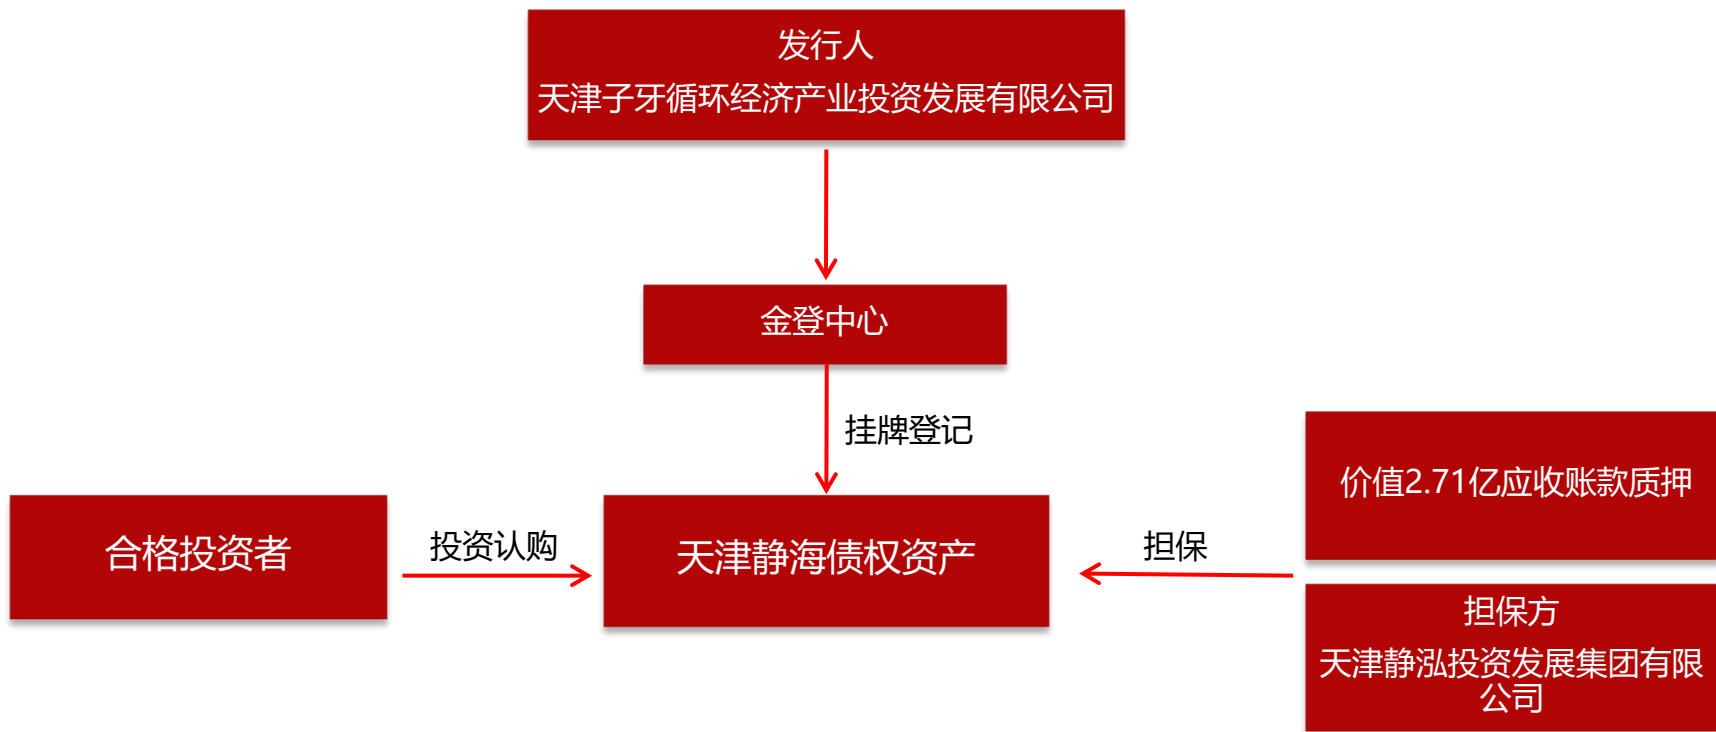 发行人
天津子牙循环经济产业投资发展有限公司
金登中心
挂牌登记
价值2.71亿应收账款质押
合格投资者
投资认购
天津静海债权资产
担保
担保方
天津静泓投资发展集团有限
公司